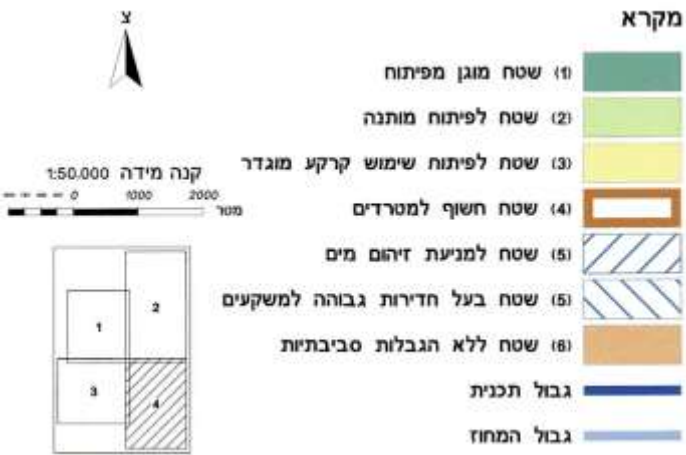 מקרא
(1) שטח מוגן מפיתוח
(2) שטח לפיתוח מותנה
(3) שטח לפיתוח שימוש קרקע מוגדר
(4) שטח חשוף למטרדים
(5) שטח למניעת זיהום מים
(5) שטח בעל חדירות גבוהה למשקעים
(6) שטח ללא הגבלות סביבתיות
גבול תכנית
גבול המחוז
צ
קנה מידה 1:50.000
0 1000 2000
מטר
1
2
3
4